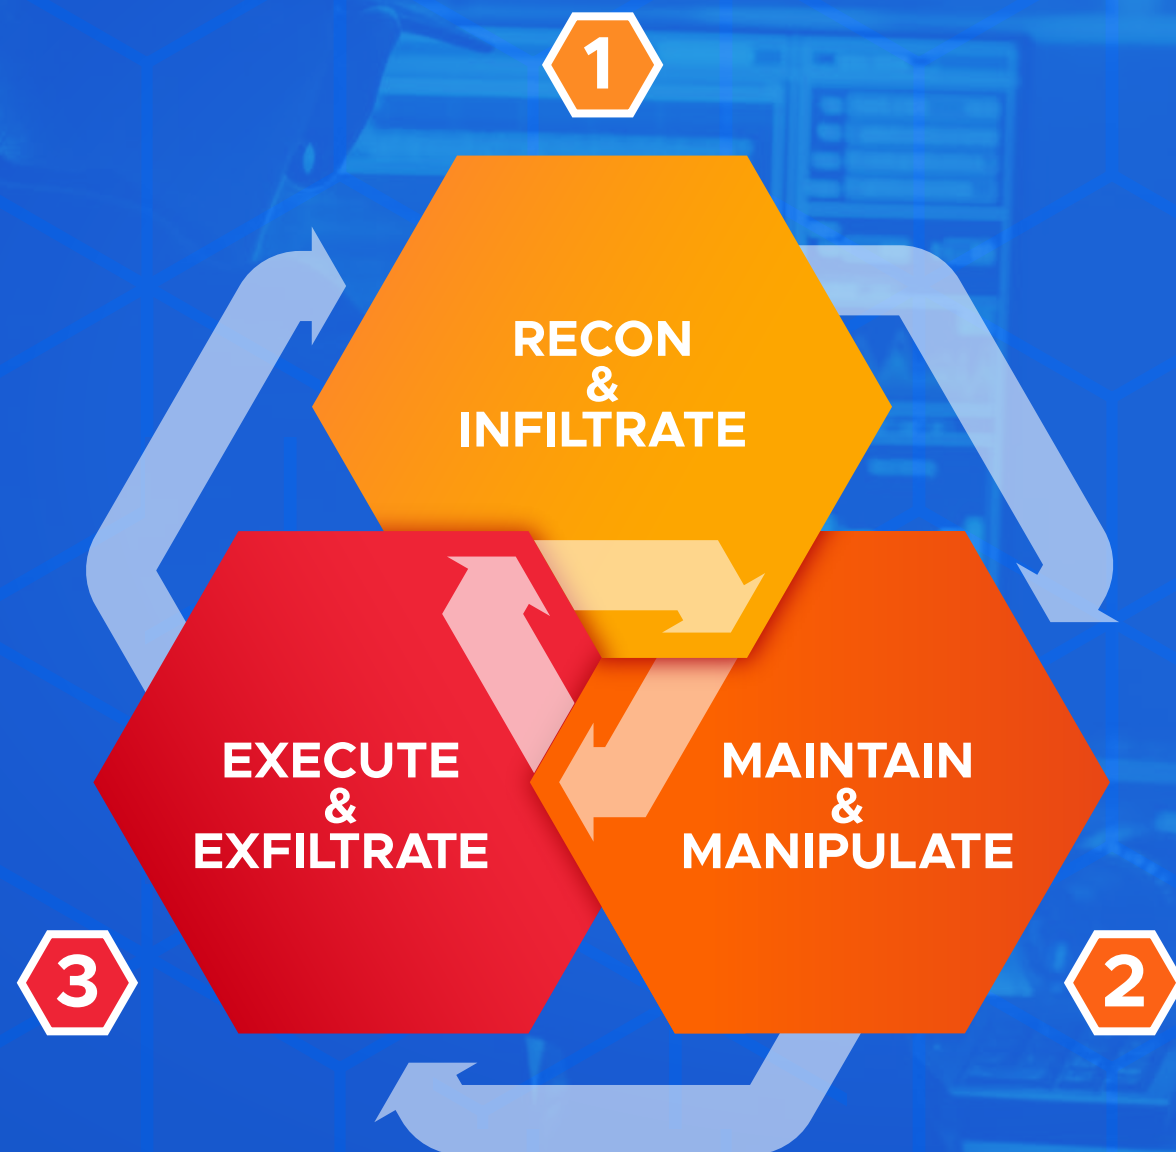 1
RECON
&
INFILTRATE
EXECUTE
&
EXFILTRATE
MAINTAIN
&
MANIPULATE
3
2